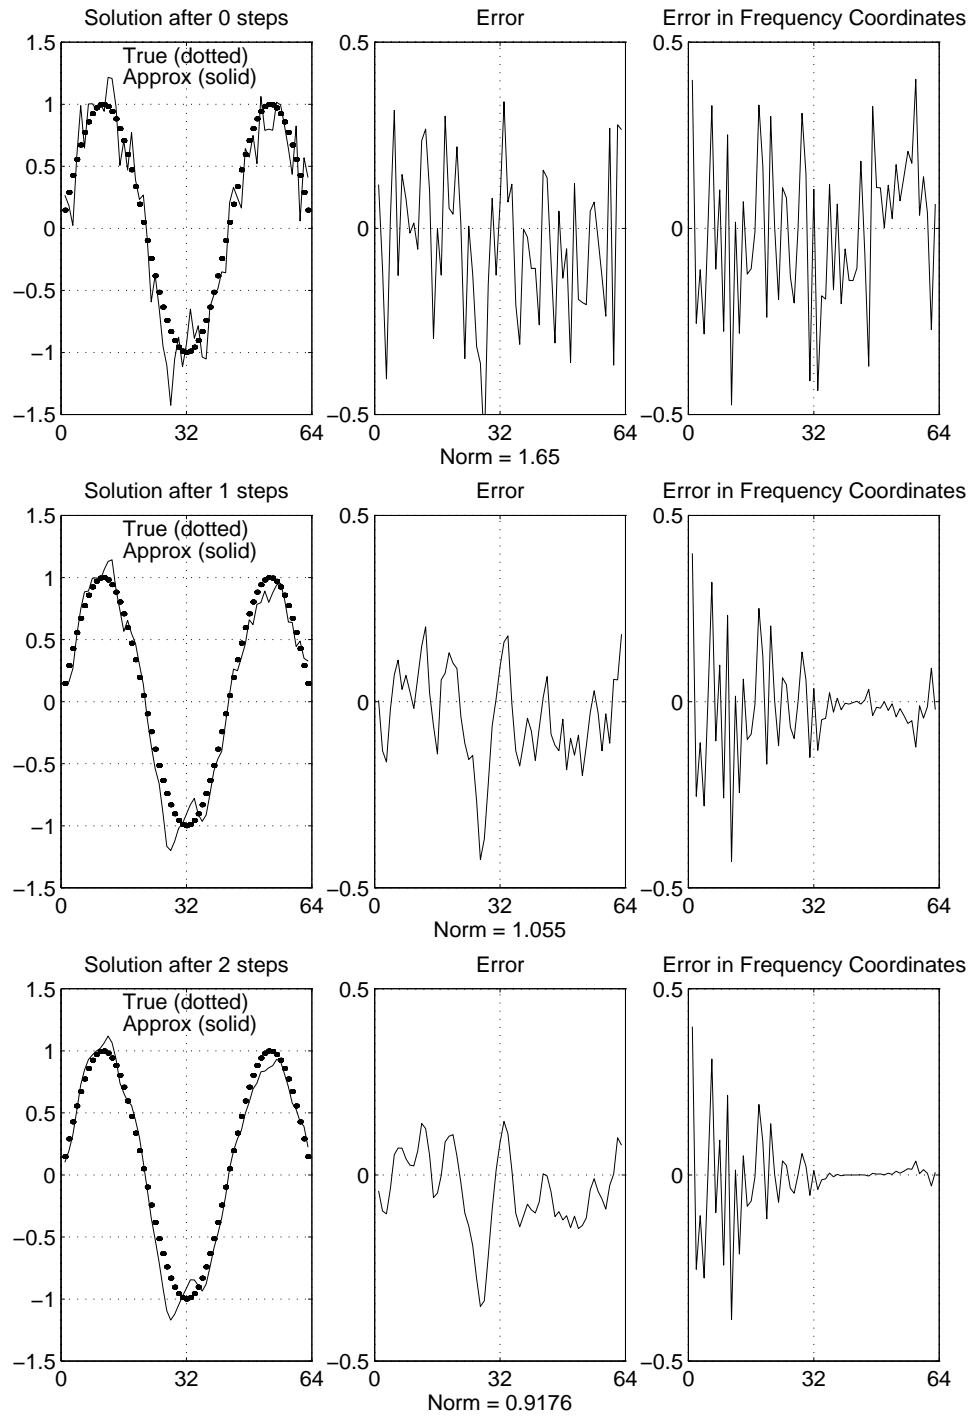 Solution after 0 steps
Error
Error in Frequency Coordinates
1.5
True (dotted)
Approx (solid)
1
0.5
0
−0.5
−1
−1.5
0 32 64
0.5
0
−0.5
0 32 64
Norm = 1.65
0.5
0
−0.5
0 32 64
Solution after 1 steps
Error
Error in Frequency Coordinates
1.5
True (dotted)
Approx (solid)
1
0.5
0
−0.5
−1
−1.5
0 32 64
0.5
0
−0.5
0 32 64
Norm = 1.055
0.5
0
−0.5
0 32 64
Solution after 2 steps
Error
Error in Frequency Coordinates
1.5
True (dotted)
Approx (solid)
1
0.5
0
−0.5
−1
−1.5
0 32 64
0.5
0
−0.5
0 32 64
Norm = 0.9176
0.5
0
−0.5
0 32 64